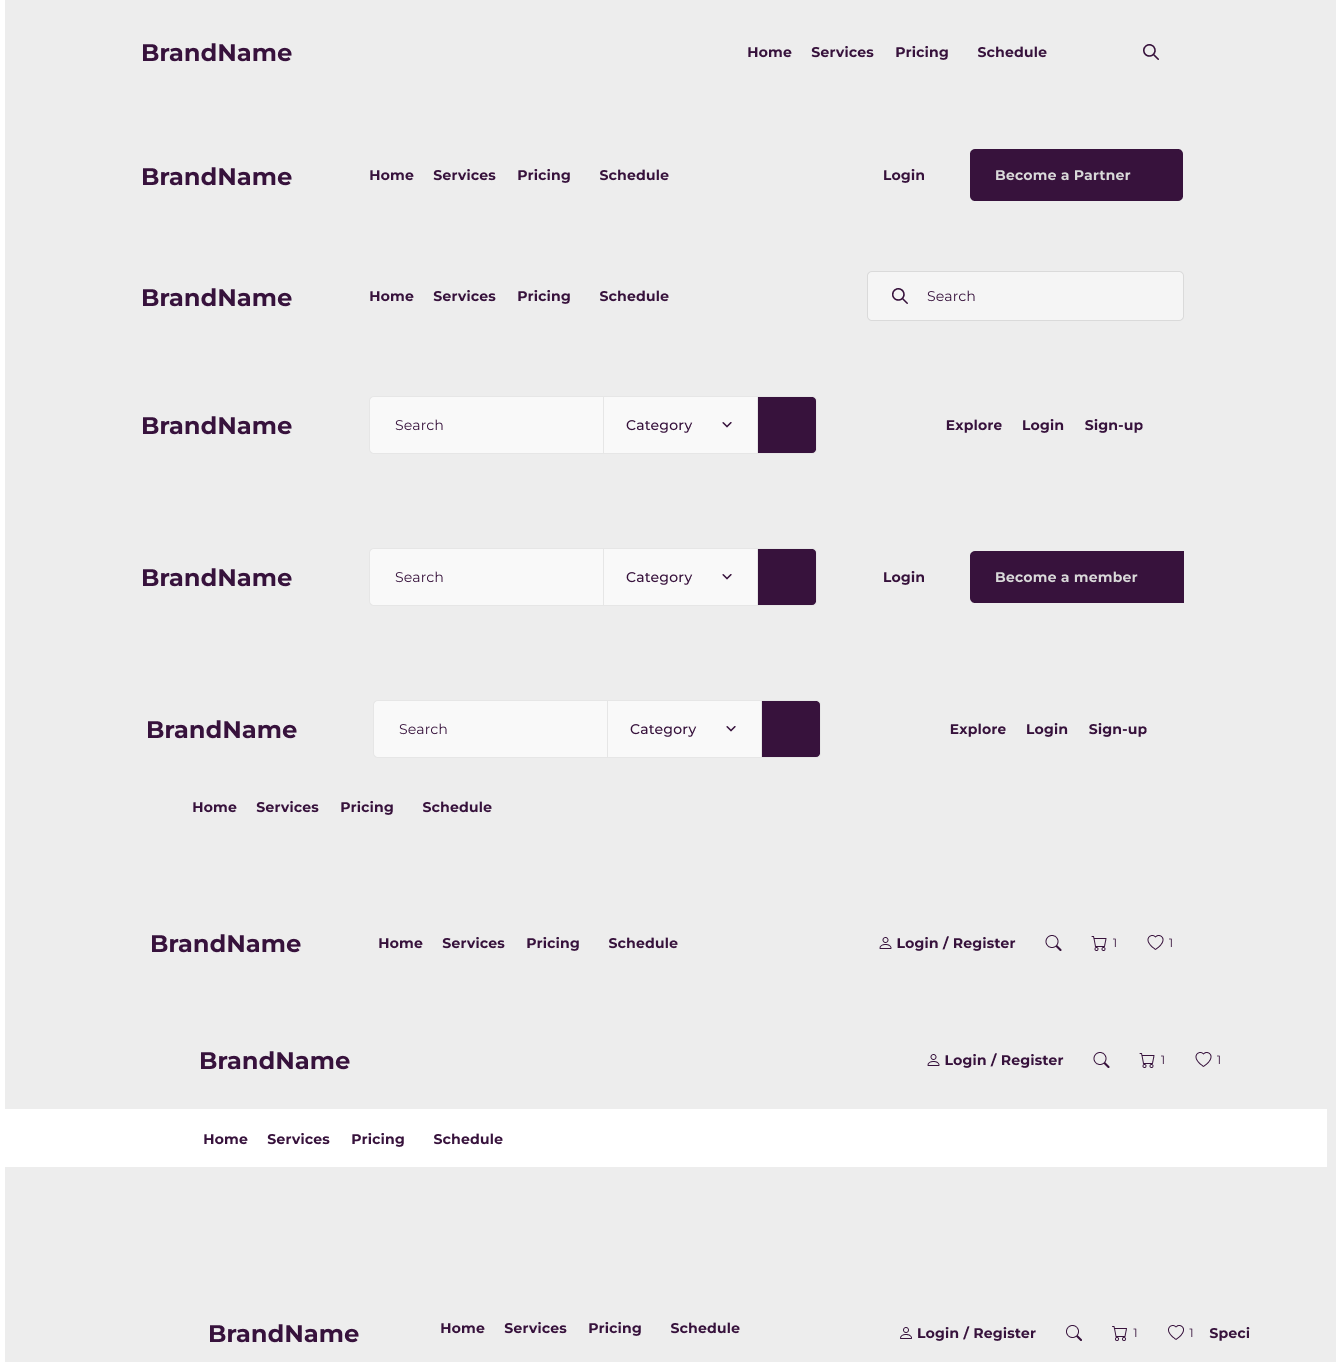 BrandName Home Services Pricing Schedule
BrandName Home Services Pricing Schedule Login Become a Partner
BrandName Home Services Pricing Schedule Search
BrandName Search Category Explore Login Sign-up
BrandName Search Category Login Become a member
BrandName Search Category Explore Login Sign-up
Home Services Pricing Schedule
BrandName Home Services Pricing Schedule Login / Register 1 1
BrandName Login / Register 1 1
Home Services Pricing Schedule
BrandName Home Services Pricing Schedule Login / Register 1 1 Speci